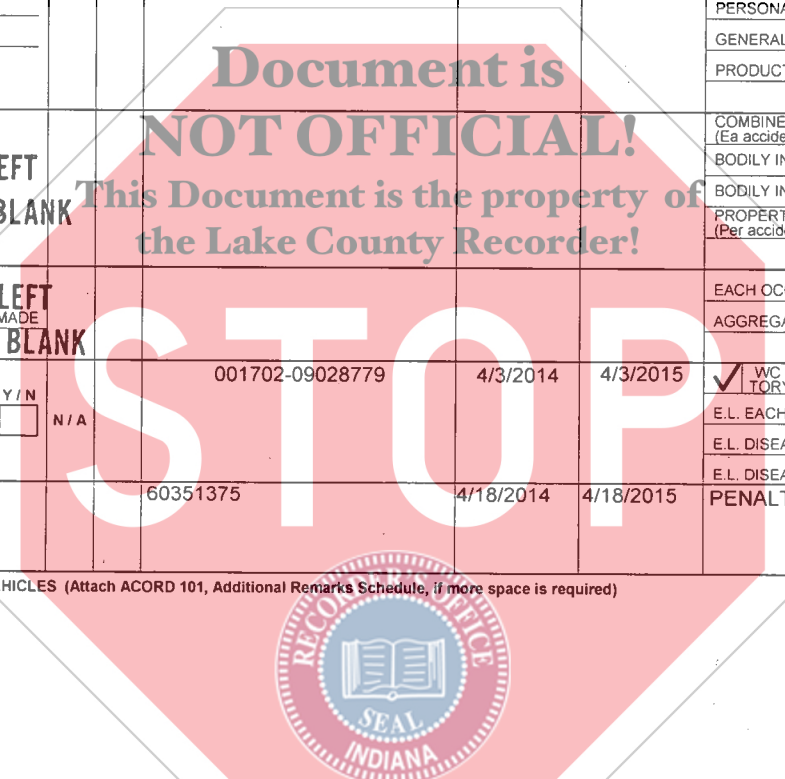 PERSONA
GENERAL
PRODUCT
Document is
NOT OFFICIAL!
This Document is the property of
the Lake County Recorder!
COMBINE
(Ea accide
BODILY IN
BODILY IN
PROPERT
(Per accid
EFT
BLANK
LEFT
MADE
BLANK
EACH OC
AGGREGA
STOP
001702-09028779 4/3/2014 4/3/2015 WC
TORY
Y / N
N / A
E.L. EACH
E.L. DISEA
E.L. DISEA
60351375 4/18/2014 4/18/2015 PENALT
HICLES (Attach ACORD 101, Additional Remarks Schedule, if more space is required)
RECORDER'S OFFICE
SEAL
INDIANA